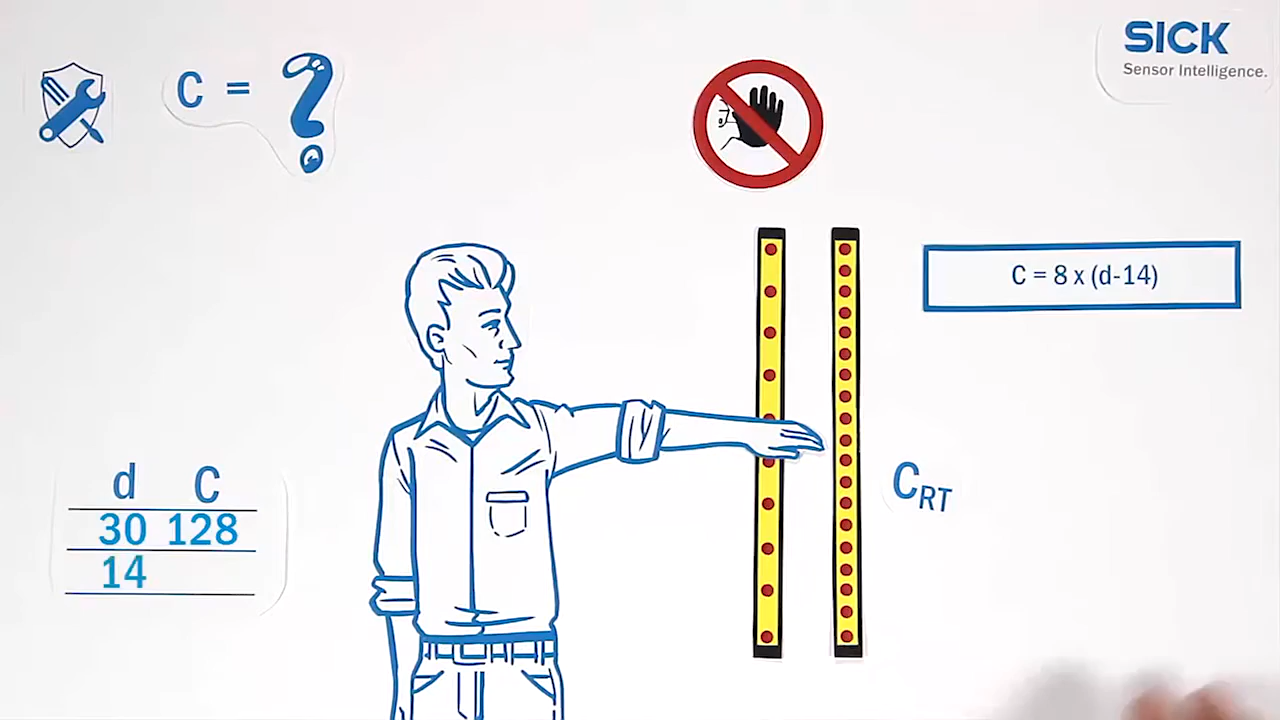 SICK
Sensor Intelligence.
C = ?
C = 8 x (d-14)
CRT
d C
30 128
14